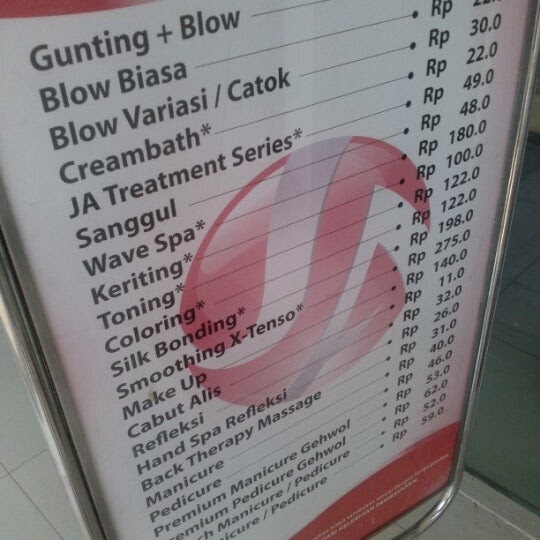 Gunting + Blow
Blow Biasa Rp
Blow Variasi / Catok Rp 30.0
Creambath* Rp 22.0
JA Treatment Series* Rp 49.0
Sanggul Rp 48.0
Wave Spa* Rp 180.0
Keriting* Rp 100.0
Toning* Rp 122.0
Coloring* Rp 122.0
Silk Bonding* Rp 198.0
Smoothing X-Tenso* Rp 275.0
Make Up Rp 140.0
Cabut Alis Rp 11.0
Refleksi Rp 32.0
Hand Spa Refleksi Rp 26.0
Back Therapy Massage Rp 31.0
Manicure Rp 40.0
Pedicure Rp 46.0
Premium Manicure Gehwol Rp 53.0
Premium Pedicure Gehwol Rp 62.0
Manicure / Pedicure Rp 52.0
/ Pedicure Rp 59.0